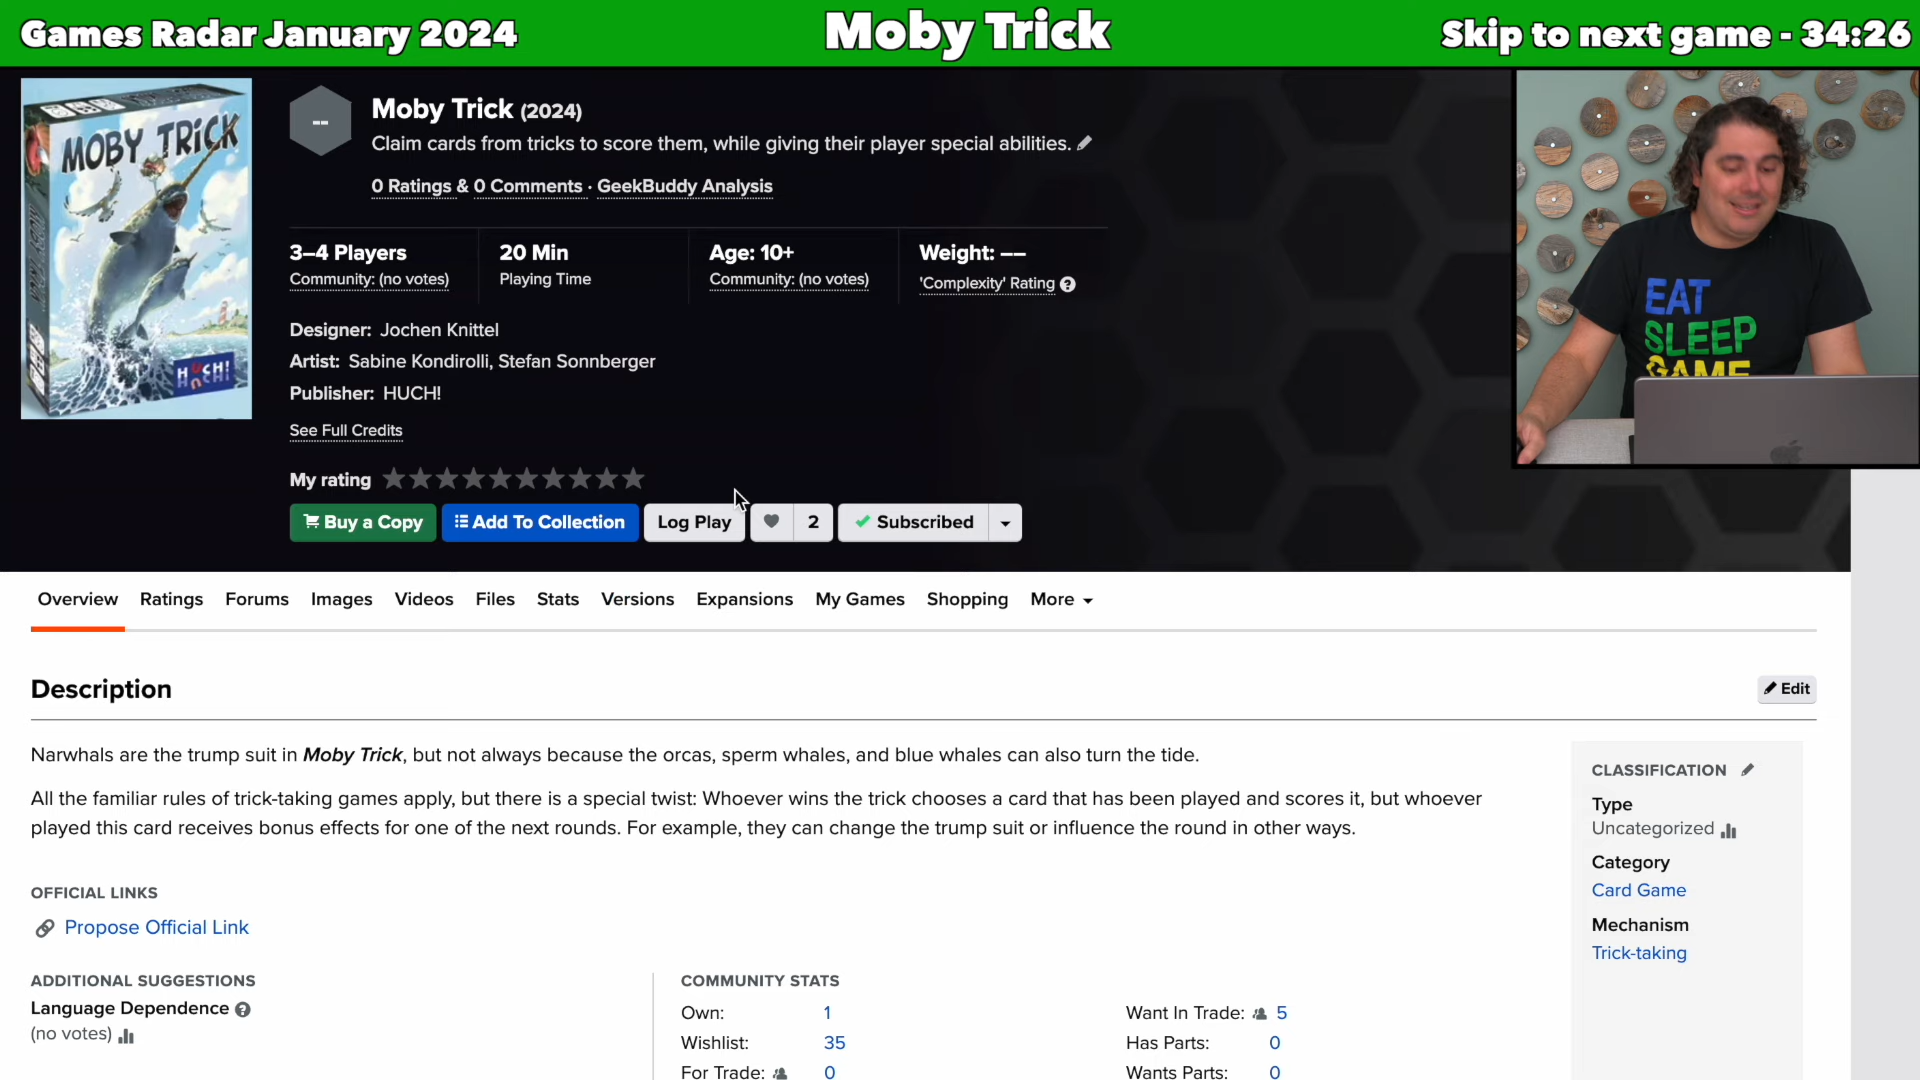 Games Radar January 2024
Moby Trick
Skip to next game - 34:26
MOBY TRICK
HUCH!
--
Moby Trick (2024)
Claim cards from tricks to score them, while giving their player special abilities.
0 Ratings & 0 Comments · GeekBuddy Analysis
3–4 Players
Community: (no votes)
20 Min
Playing Time
Age: 10+
Community: (no votes)
Weight: ––
'Complexity' Rating ?
Designer: Jochen Knittel
Artist: Sabine Kondirolli, Stefan Sonnberger
Publisher: HUCH!
See Full Credits
My rating
Buy a Copy
Add To Collection
Log Play
2
Subscribed
EAT
SLEEP
GAME
Overview Ratings Forums Images Videos Files Stats Versions Expansions My Games Shopping More
Description
Edit
Narwhals are the trump suit in Moby Trick, but not always because the orcas, sperm whales, and blue whales can also turn the tide.
All the familiar rules of trick-taking games apply, but there is a special twist: Whoever wins the trick chooses a card that has been played and scores it, but whoever
played this card receives bonus effects for one of the next rounds. For example, they can change the trump suit or influence the round in other ways.
CLASSIFICATION
Type
Uncategorized
Category
Card Game
Mechanism
Trick-taking
OFFICIAL LINKS
Propose Official Link
ADDITIONAL SUGGESTIONS
Language Dependence ?
(no votes)
COMMUNITY STATS
Own: 1
Wishlist: 35
For Trade: 0
Want In Trade: 5
Has Parts: 0
Wants Parts: 0